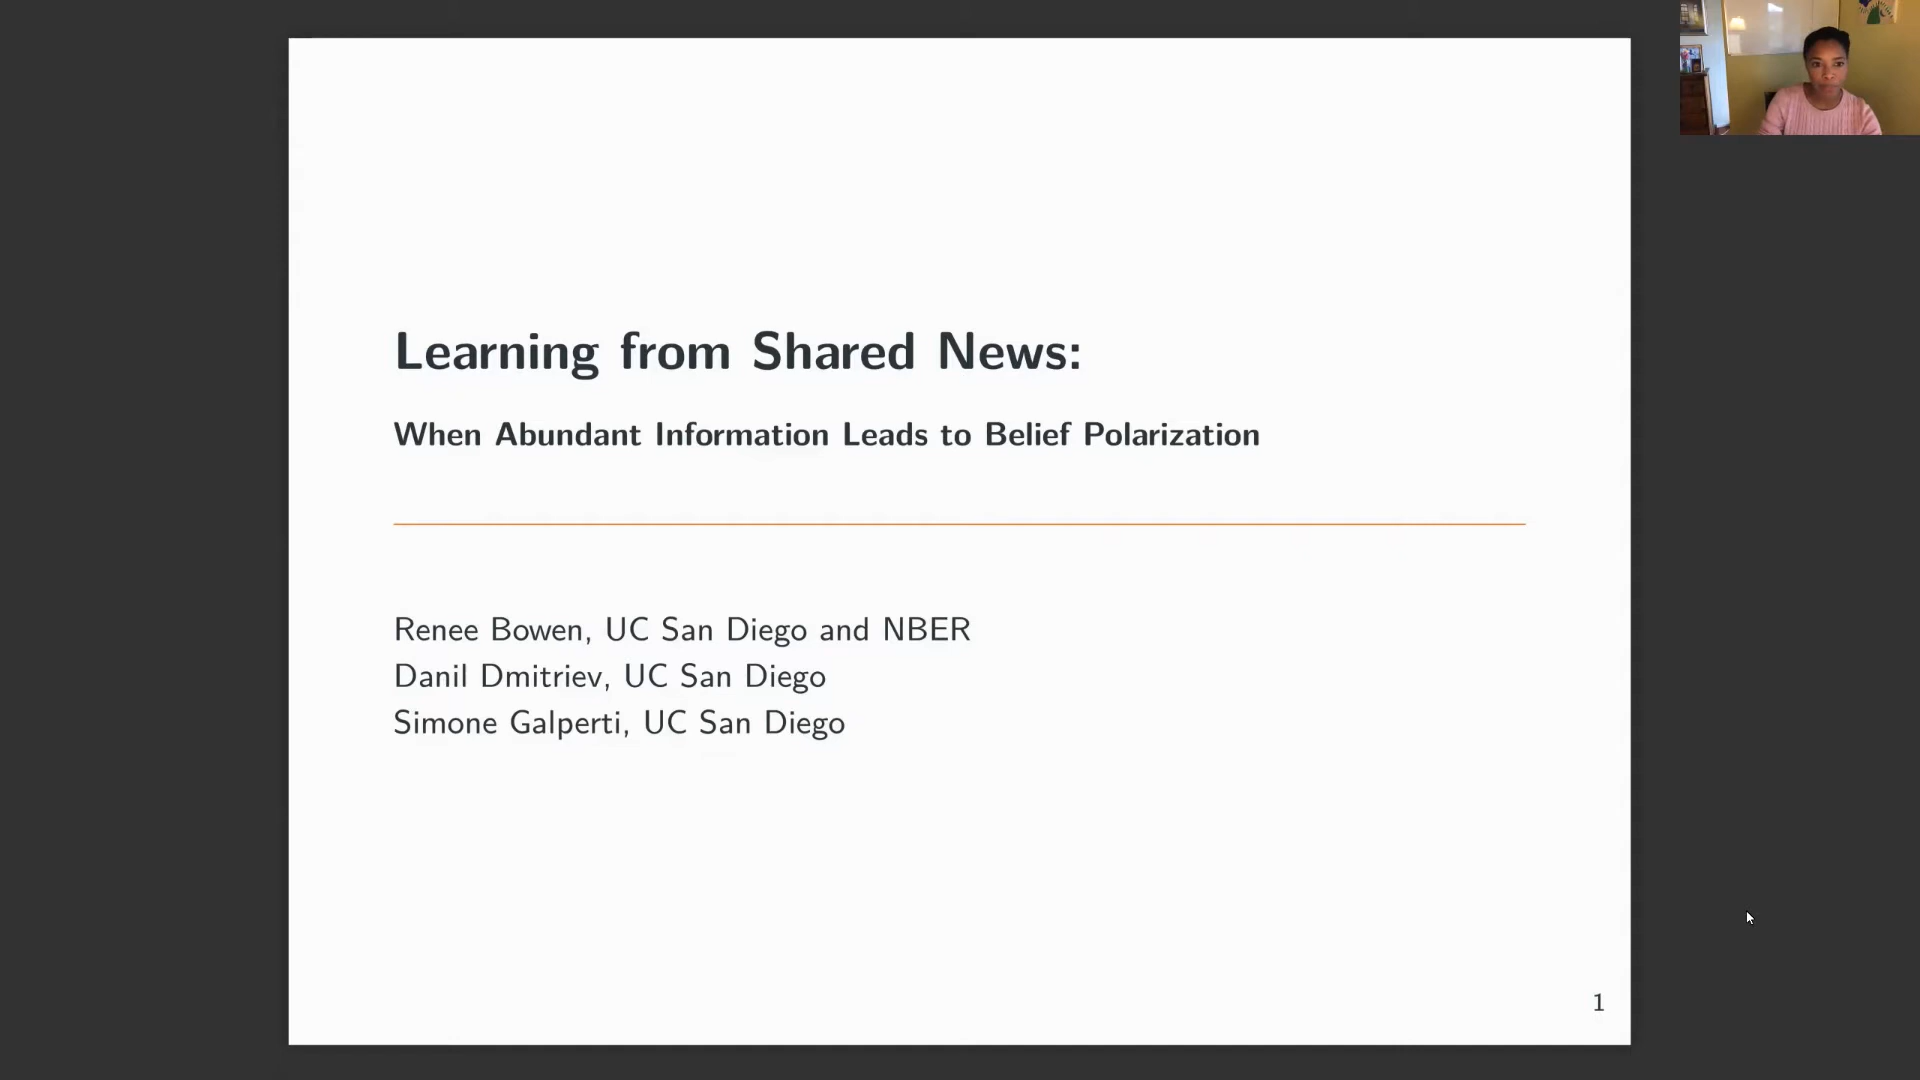 Learning from Shared News:
When Abundant Information Leads to Belief Polarization
Renee Bowen, UC San Diego and NBER
Danil Dmitriev, UC San Diego
Simone Galperti, UC San Diego
1